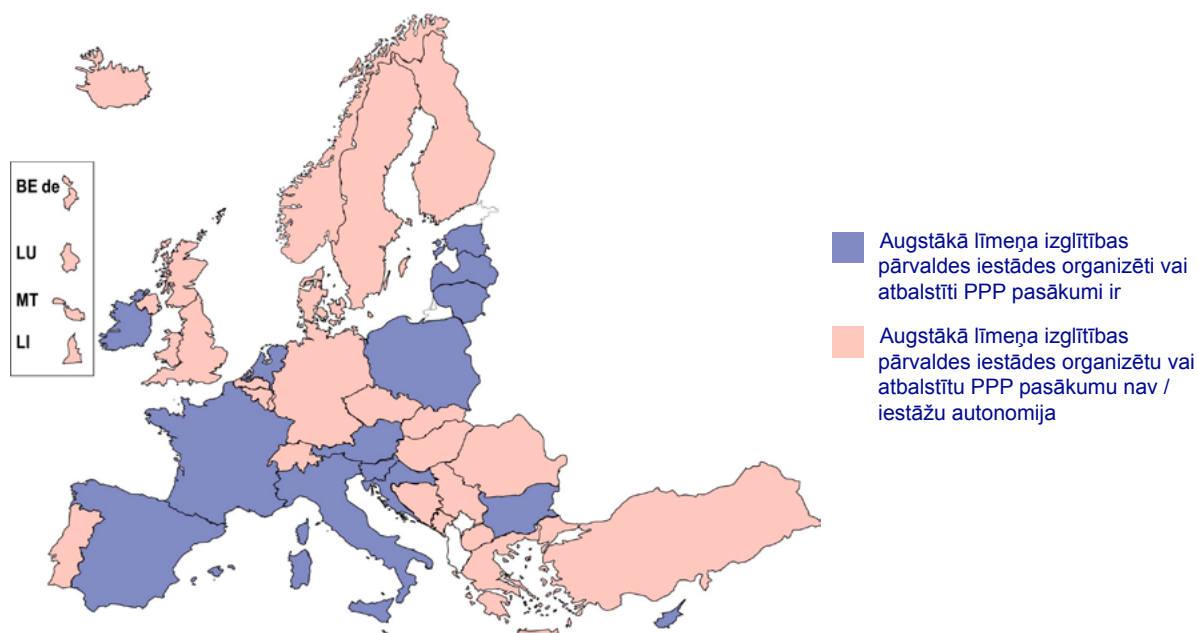 BE de
LU
MT
LI
Augstākā līmeņa izglītības
pārvaldes iestādes organizēti vai
atbalstīti PPP pasākumi ir
Augstākā līmeņa izglītības
pārvaldes iestādes organizētu vai
atbalstītu PPP pasākumu nav /
iestāžu autonomija